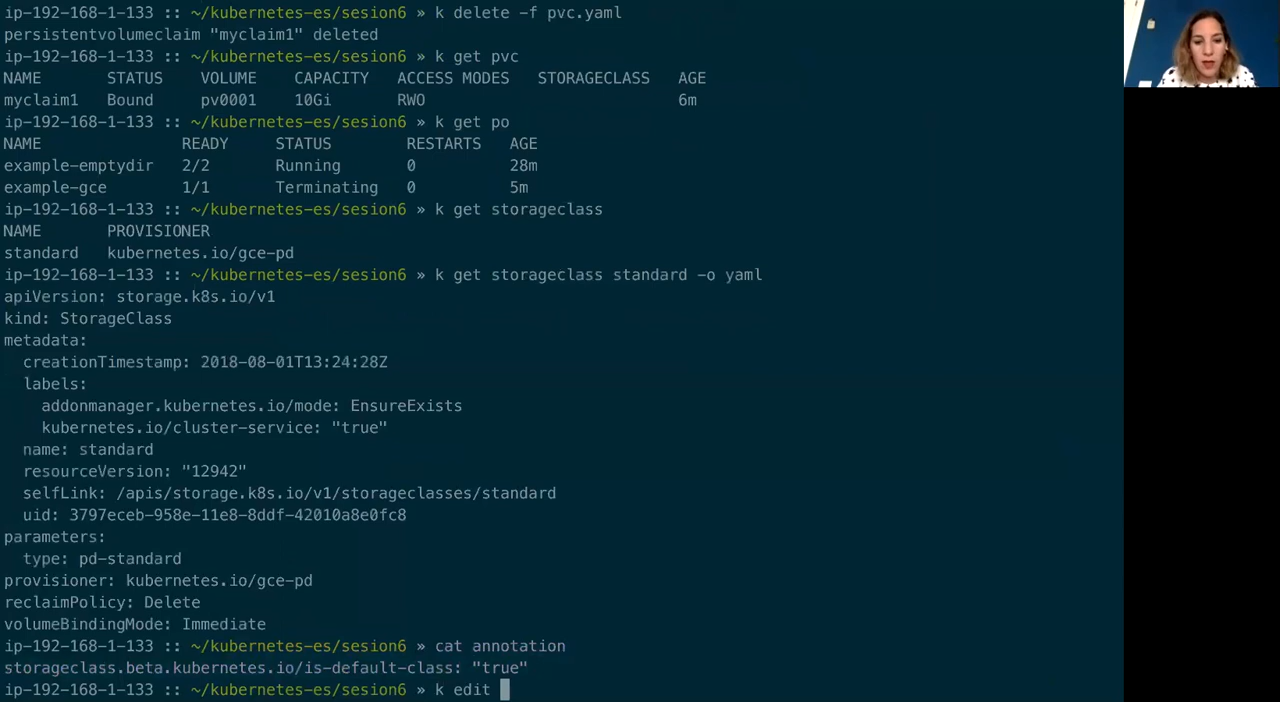 ip-192-168-1-133 :: ~/kubernetes-es/sesion6 » k delete -f pvc.yaml
persistentvolumeclaim "myclaim1" deleted
ip-192-168-1-133 :: ~/kubernetes-es/sesion6 » k get pvc
NAME       STATUS    VOLUME    CAPACITY   ACCESS MODES   STORAGECLASS   AGE
myclaim1   Bound     pv0001    10Gi       RWO                           6m
ip-192-168-1-133 :: ~/kubernetes-es/sesion6 » k get po
NAME               READY     STATUS        RESTARTS   AGE
example-emptydir   2/2       Running       0          28m
example-gce        1/1       Terminating   0          5m
ip-192-168-1-133 :: ~/kubernetes-es/sesion6 » k get storageclass
NAME       PROVISIONER
standard   kubernetes.io/gce-pd
ip-192-168-1-133 :: ~/kubernetes-es/sesion6 » k get storageclass standard -o yaml
apiVersion: storage.k8s.io/v1
kind: StorageClass
metadata:
  creationTimestamp: 2018-08-01T13:24:28Z
  labels:
    addonmanager.kubernetes.io/mode: EnsureExists
    kubernetes.io/cluster-service: "true"
  name: standard
  resourceVersion: "12942"
  selfLink: /apis/storage.k8s.io/v1/storageclasses/standard
  uid: 3797eceb-958e-11e8-8ddf-42010a8e0fc8
parameters:
  type: pd-standard
provisioner: kubernetes.io/gce-pd
reclaimPolicy: Delete
volumeBindingMode: Immediate
ip-192-168-1-133 :: ~/kubernetes-es/sesion6 » cat annotation
storageclass.beta.kubernetes.io/is-default-class: "true"
ip-192-168-1-133 :: ~/kubernetes-es/sesion6 » k edit